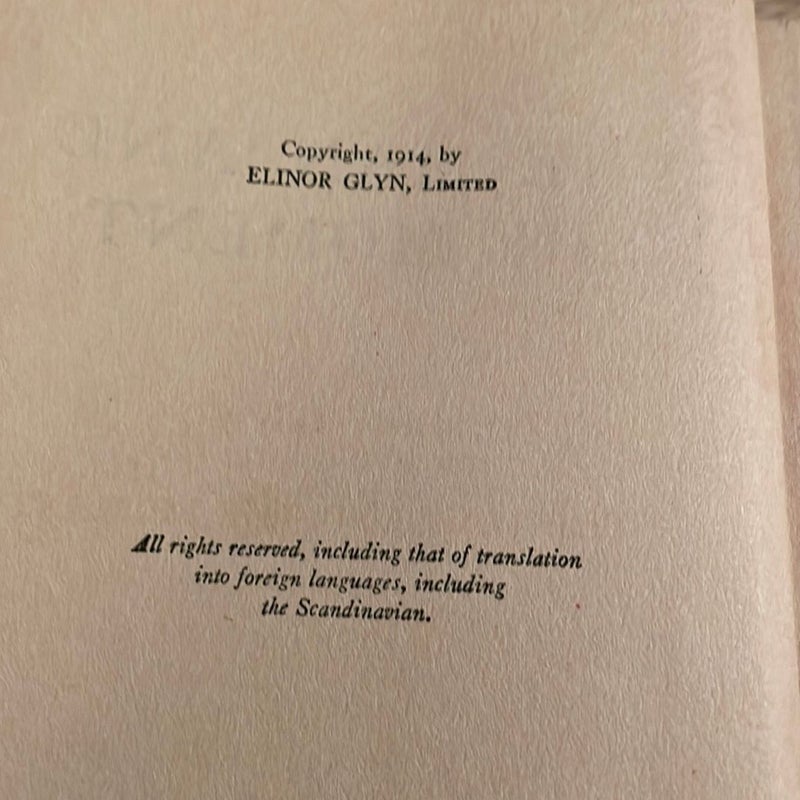 Copyright, 1914, by
ELINOR GLYN, LIMITED
All rights reserved, including that of translation
into foreign languages, including
the Scandinavian.